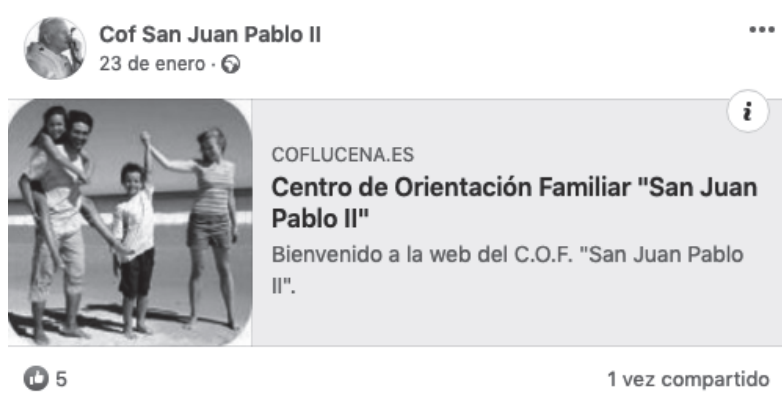 Cof San Juan Pablo II
23 de enero ·
COFLUCENA.ES
Centro de Orientación Familiar "San Juan
Pablo II"
Bienvenido a la web del C.O.F. "San Juan Pablo
II".
5
1 vez compartido